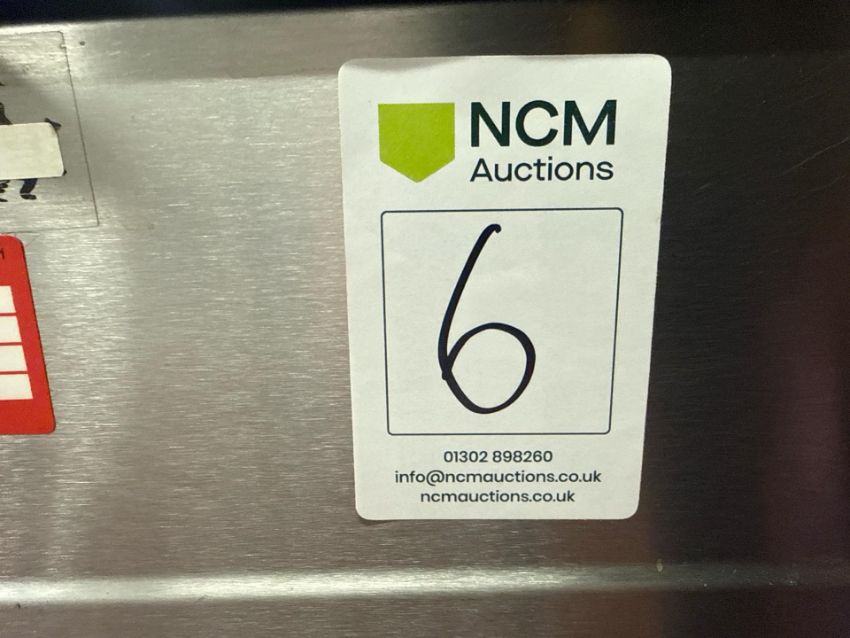 NCM
Auctions
6
01302 898260
info@ncmauctions.co.uk
ncmauctions.co.uk